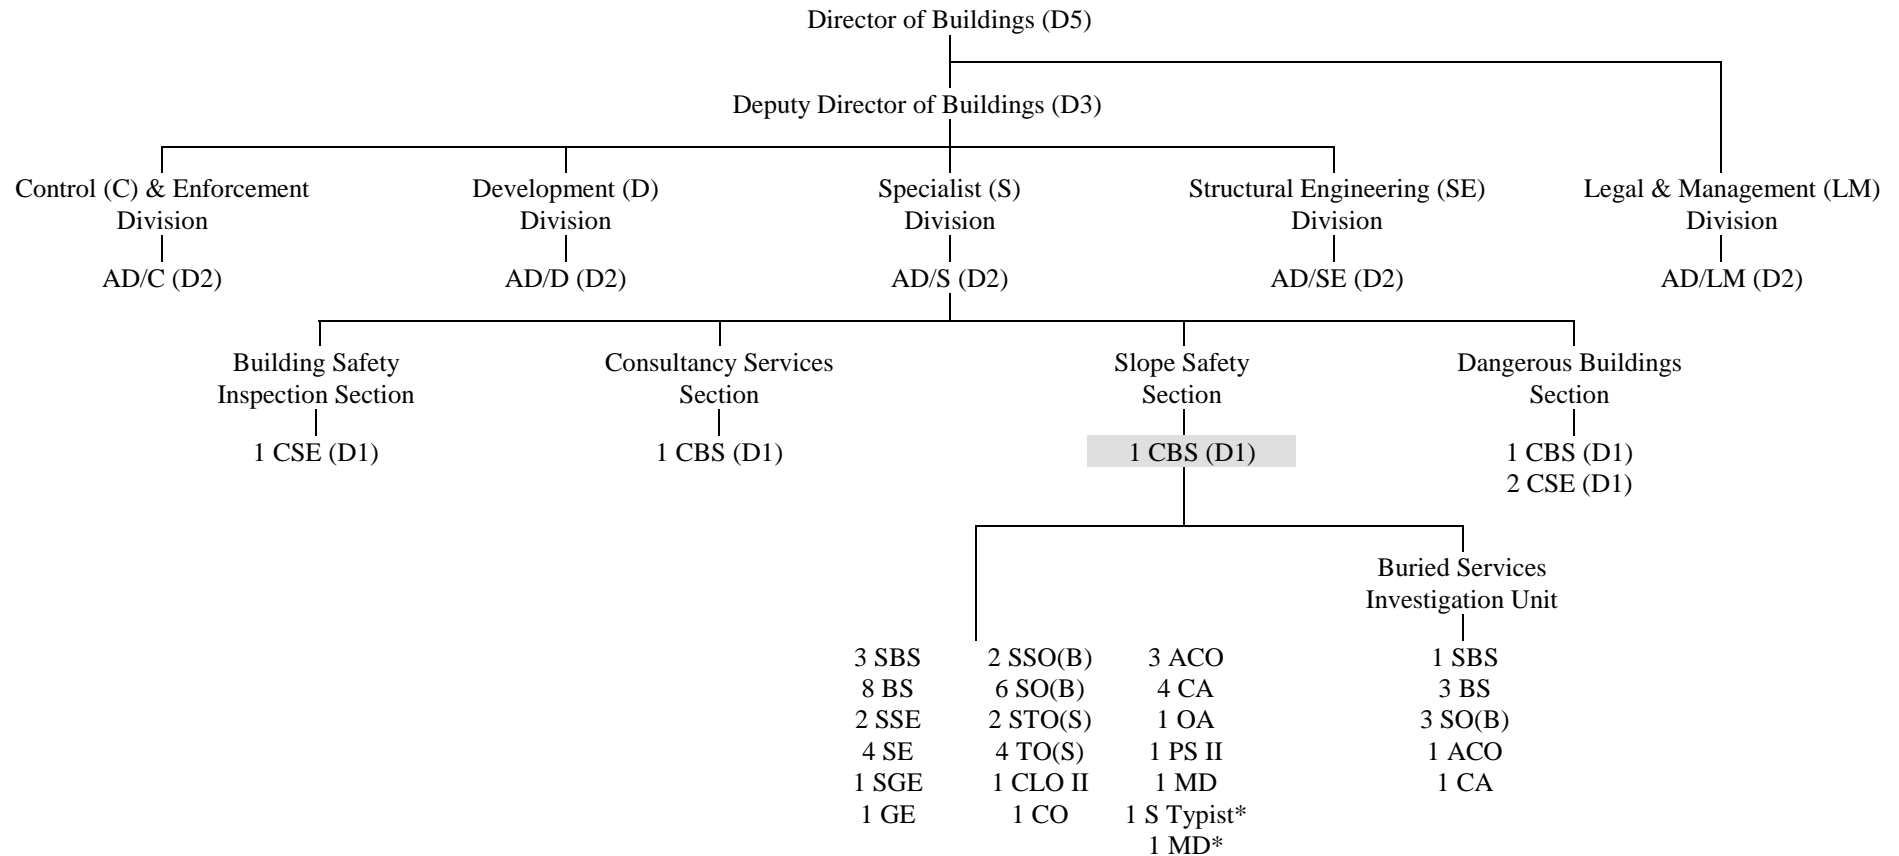 Director of Buildings (D5)
Deputy Director of Buildings (D3)
Control (C) & Enforcement
Division
AD/C (D2)
Development (D)
Division
AD/D (D2)
Specialist (S)
Division
AD/S (D2)
Structural Engineering (SE)
Division
AD/SE (D2)
Legal & Management (LM)
Division
AD/LM (D2)
Building Safety
Inspection Section
1 CSE (D1)
Consultancy Services
Section
1 CBS (D1)
Slope Safety
Section
1 CBS (D1)
Dangerous Buildings
Section
1 CBS (D1)
2 CSE (D1)
3 SBS
8 BS
2 SSE
4 SE
1 SGE
1 GE
2 SSO(B)
6 SO(B)
2 STO(S)
4 TO(S)
1 CLO II
1 CO
3 ACO
4 CA
1 OA
1 PS II
1 MD
1 S Typist*
1 MD*
Buried Services
Investigation Unit
1 SBS
3 BS
3 SO(B)
1 ACO
1 CA